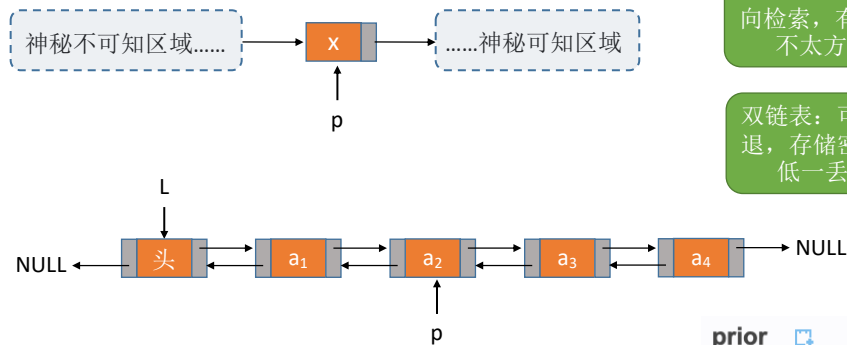 神秘不可知区域......
x
......神秘可知区域
p
向检索，有
不太方
双链表：可
退，存储密
低一丢
L
NULL
头
a₁
a₂
a₃
a₄
NULL
p
prior